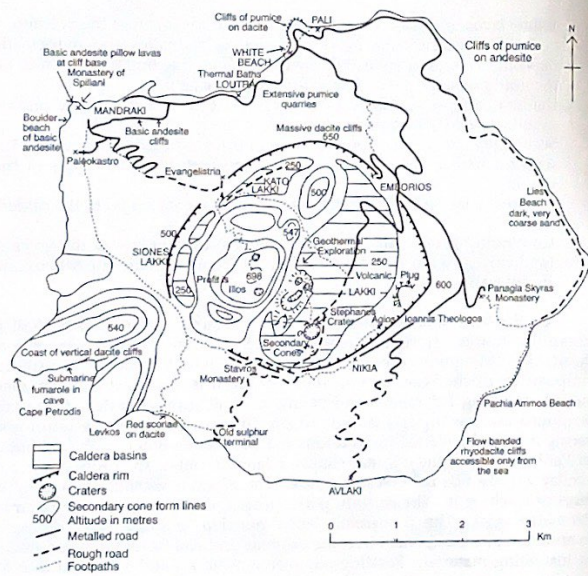 Cliffs of pumice
on dacite
PALI
N
Cliffs of pumice
on andesite
Basic andesite pillow lavas
at cliff base
Monastery of
Spiliani
WHITE
BEACH
Thermal Baths
LOUTRA
Extensive pumice
quarries
MANDRAKI
Boulder
beach
of basic
andesite
Basic andesite
cliffs
Massive dacite cliffs
550
Paleokastro
Evangelistria
250
KATO
LAKKI
500
EMBORIOS
Lies
Beach
dark, very
coarse sand
500
547
Geothermal
Exploration
SIONES
LAKKI
250
Volcanic
Plug
600
Panagia Skyras
Monastery
250
Profitis
Illos
698
LAKKI
Stephanos
Crater
Agios Ioannis Theologos
540
Secondary
Cones
Coast of vertical dacite cliffs
Stavros
Monastery
NIKIA
Submarine
fumarole in
cave
Cape Petrodis
Pachia Ammos Beach
Levkos
Red scoriae
on dacite
Old sulphur
terminal
Flow banded
rhyodacite cliffs
accessible only from
the sea
AVLAKI
Caldera basins
Caldera rim
Craters
Secondary cone form lines
500 Altitude in metres
Metalled road
Rough road
Footpaths
0 1 2 3
Km